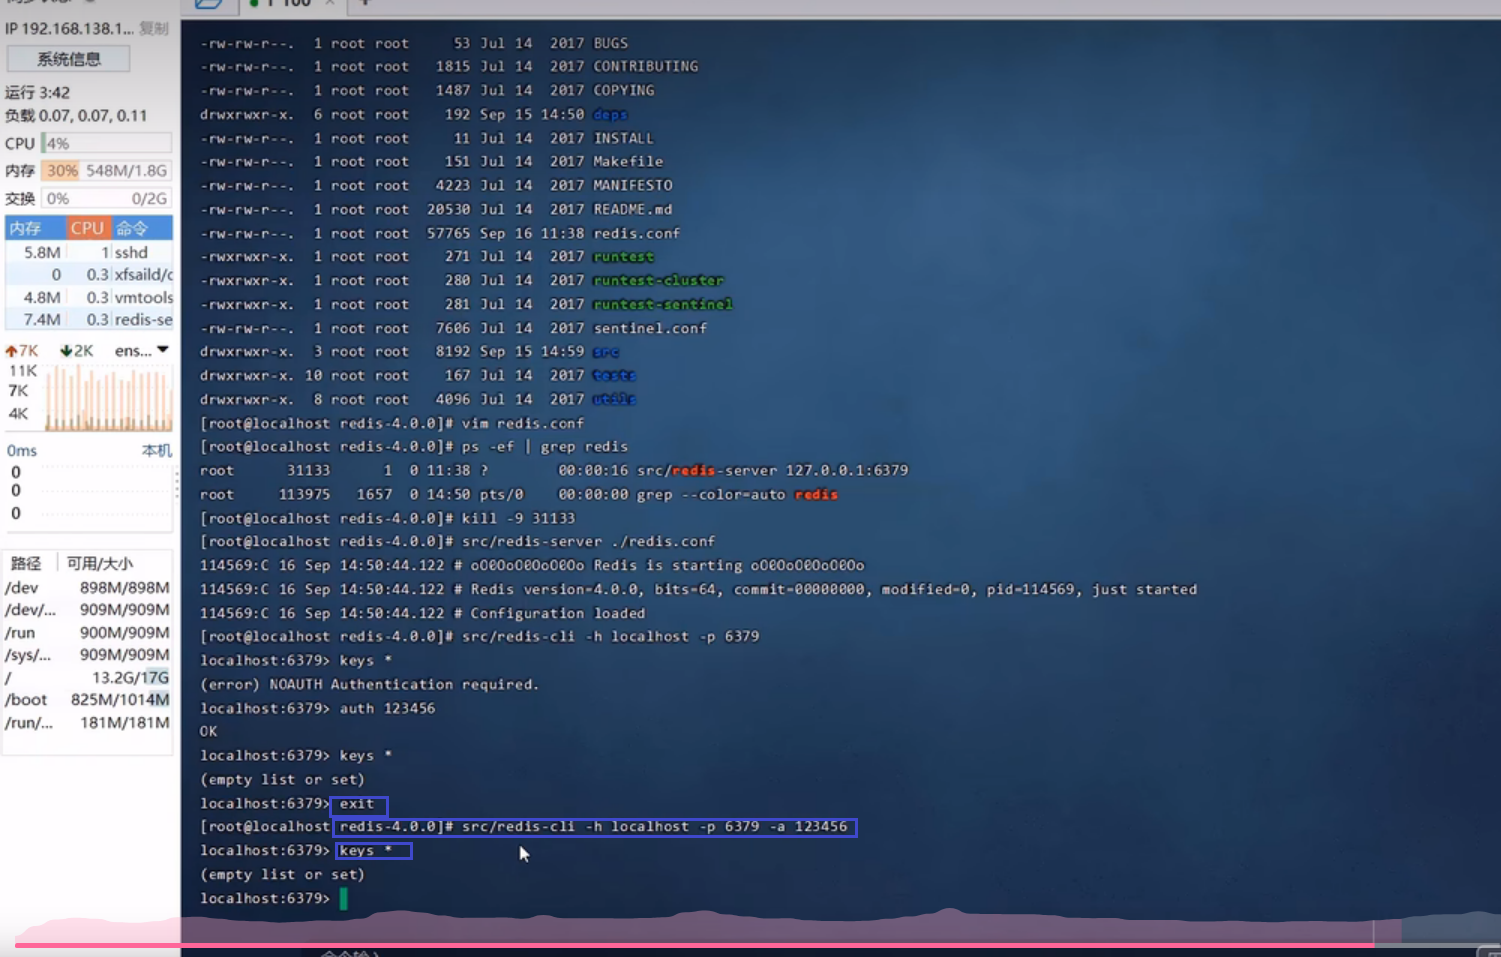 1 100 × +
IP 192.168.138.1... 复制
系统信息
运行 3:42
负载 0.07, 0.07, 0.11
CPU 4%
内存 30% 548M/1.8G
交换 0% 0/2G
内存 CPU 命令
5.8M 1 sshd
0 0.3 xfsaild/d
4.8M 0.3 vmtools
7.4M 0.3 redis-se
7K 2K ens...
11K
7K
4K
0ms 本机
0
0
0
路径 可用/大小
/dev 898M/898M
/dev/... 909M/909M
/run 900M/909M
/sys/... 909M/909M
/ 13.2G/17G
/boot 825M/1014M
/run/... 181M/181M
-rw-rw-r--. 1 root root 53 Jul 14 2017 BUGS
-rw-rw-r--. 1 root root 1815 Jul 14 2017 CONTRIBUTING
-rw-rw-r--. 1 root root 1487 Jul 14 2017 COPYING
drwxrwxr-x. 6 root root 192 Sep 15 14:50 deps
-rw-rw-r--. 1 root root 11 Jul 14 2017 INSTALL
-rw-rw-r--. 1 root root 151 Jul 14 2017 Makefile
-rw-rw-r--. 1 root root 4223 Jul 14 2017 MANIFESTO
-rw-rw-r--. 1 root root 20530 Jul 14 2017 README.md
-rw-rw-r--. 1 root root 57765 Sep 16 11:38 redis.conf
-rwxrwxr-x. 1 root root 271 Jul 14 2017 runtest
-rwxrwxr-x. 1 root root 280 Jul 14 2017 runtest-cluster
-rwxrwxr-x. 1 root root 281 Jul 14 2017 runtest-sentinel
-rw-rw-r--. 1 root root 7606 Jul 14 2017 sentinel.conf
drwxrwxr-x. 3 root root 8192 Sep 15 14:59 src
drwxrwxr-x. 10 root root 167 Jul 14 2017 tests
drwxrwxr-x. 8 root root 4096 Jul 14 2017 utils
[root@localhost redis-4.0.0]# vim redis.conf
[root@localhost redis-4.0.0]# ps -ef | grep redis
root 31133 1 0 11:38 ? 00:00:16 src/redis-server 127.0.0.1:6379
root 113975 1657 0 14:50 pts/0 00:00:00 grep --color=auto redis
[root@localhost redis-4.0.0]# kill -9 31133
[root@localhost redis-4.0.0]# src/redis-server ./redis.conf
114569:C 16 Sep 14:50:44.122 # oO0OoO0OoO0Oo Redis is starting oO0OoO0OoO0Oo
114569:C 16 Sep 14:50:44.122 # Redis version=4.0.0, bits=64, commit=00000000, modified=0, pid=114569, just started
114569:C 16 Sep 14:50:44.122 # Configuration loaded
[root@localhost redis-4.0.0]# src/redis-cli -h localhost -p 6379
localhost:6379> keys *
(error) NOAUTH Authentication required.
localhost:6379> auth 123456
OK
localhost:6379> keys *
(empty list or set)
localhost:6379> exit
[root@localhost redis-4.0.0]# src/redis-cli -h localhost -p 6379 -a 123456
localhost:6379> keys *
(empty list or set)
localhost:6379>